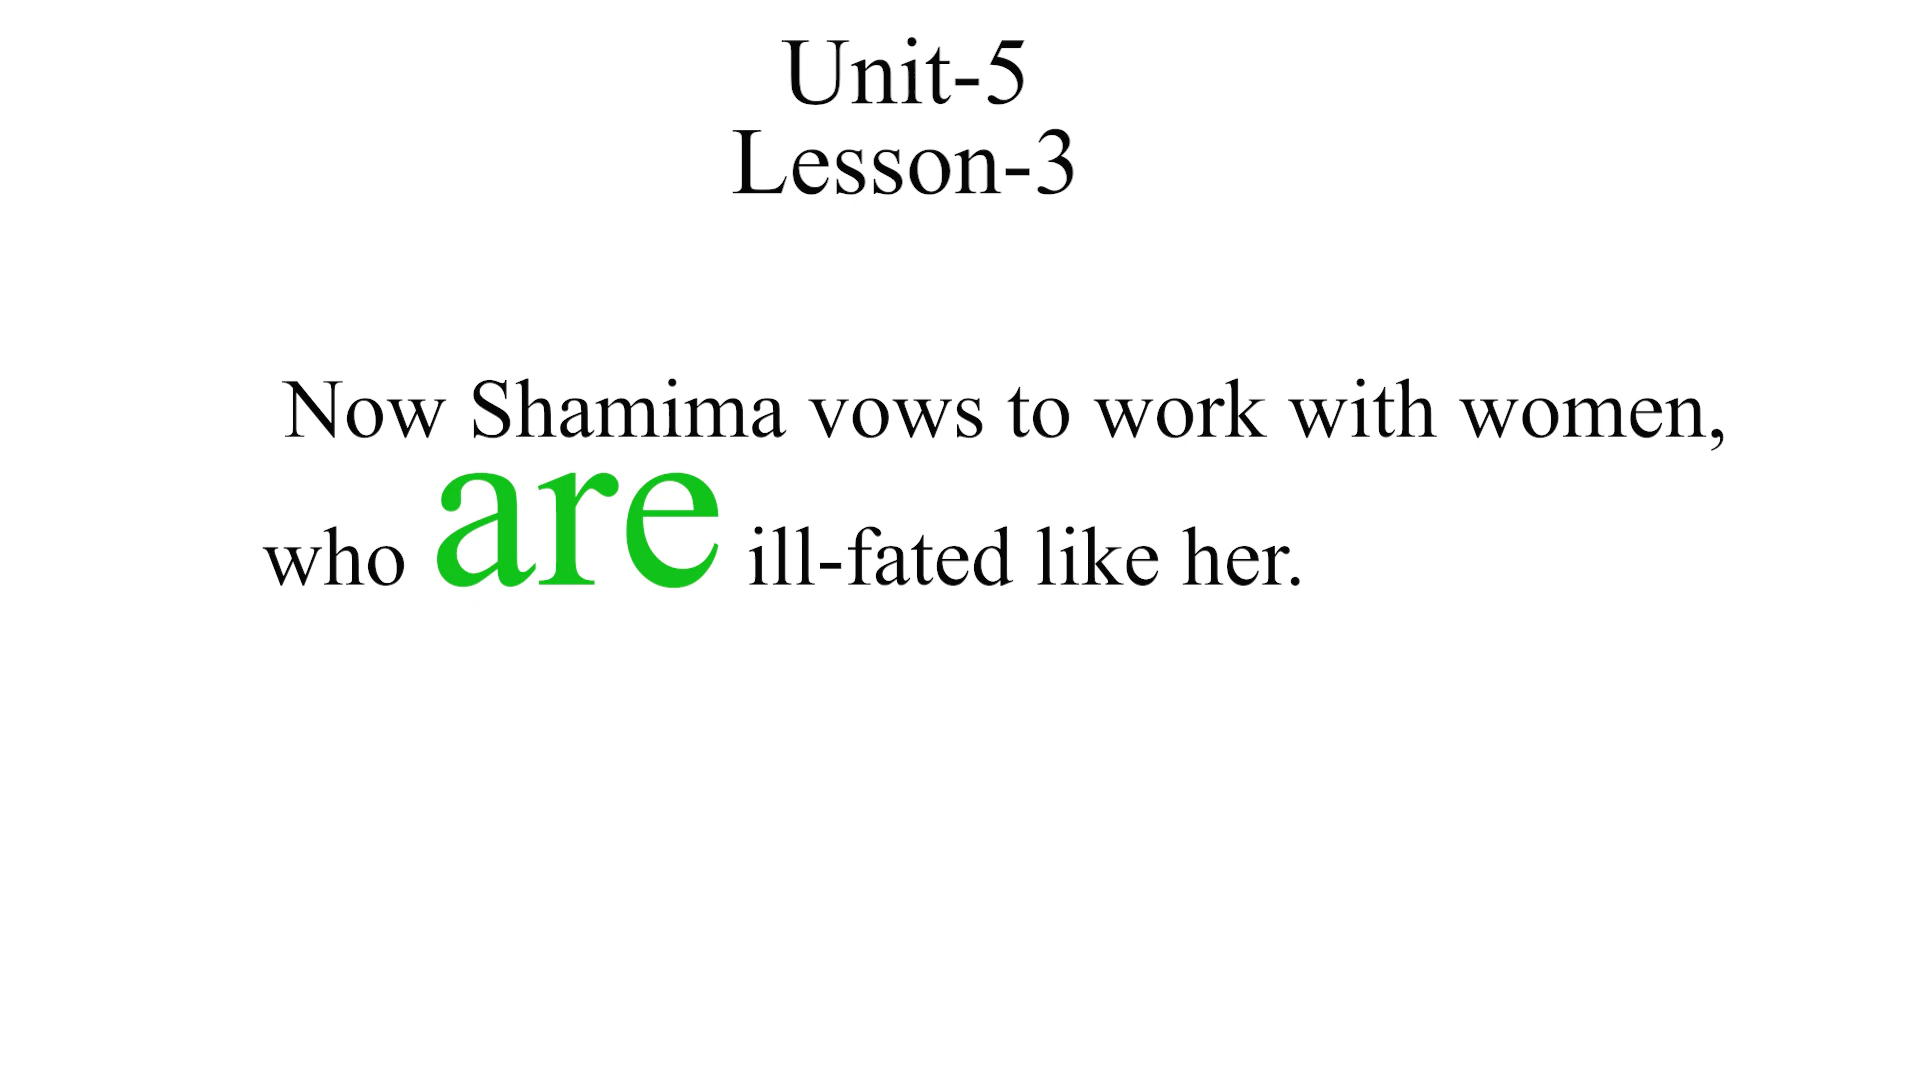 Unit-5
Lesson-3
Now Shamima vows to work with women,
who are ill-fated like her.